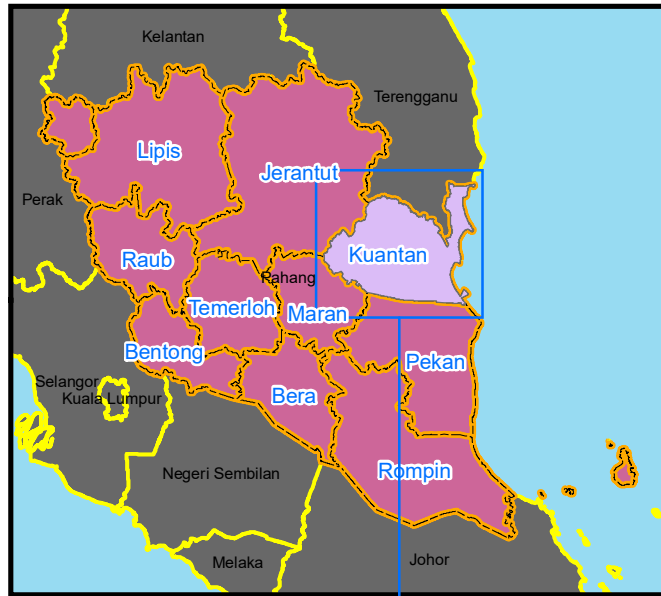 Kelantan
Terengganu
Lipis
Jerantut
Perak
Kuantan
Raub
Pahang
Temerloh
Maran
Bentong
Pekan
Selangor
Kuala Lumpur
Bera
Rompin
Negeri Sembilan
Melaka
Johor